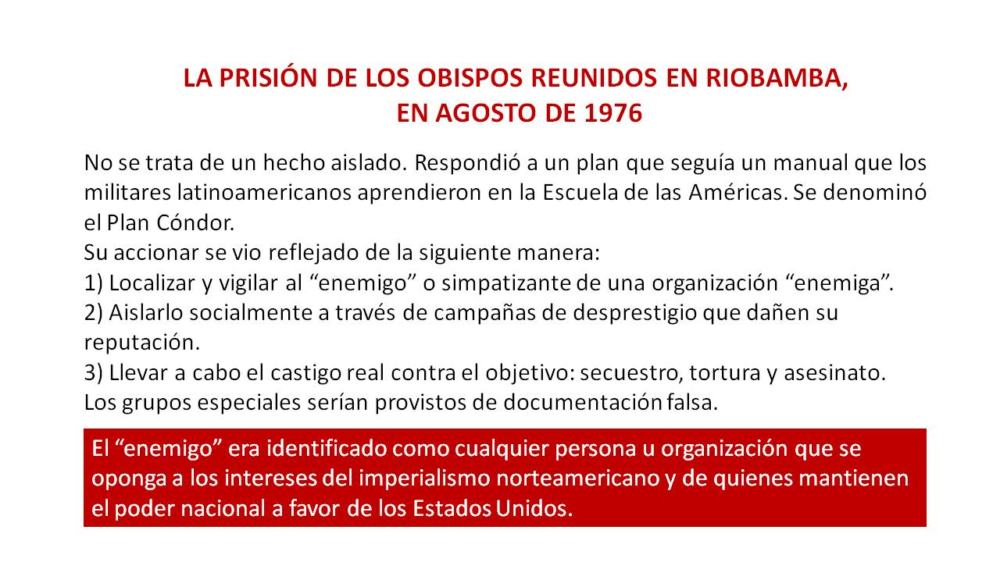 LA PRISIÓN DE LOS OBISPOS REUNIDOS EN RIOBAMBA,
EN AGOSTO DE 1976
No se trata de un hecho aislado. Respondió a un plan que seguía un manual que los
militares latinoamericanos aprendieron en la Escuela de las Américas. Se denominó
el Plan Cóndor.
Su accionar se vio reflejado de la siguiente manera:
1) Localizar y vigilar al “enemigo” o simpatizante de una organización “enemiga”.
2) Aislarlo socialmente a través de campañas de desprestigio que dañen su
reputación.
3) Llevar a cabo el castigo real contra el objetivo: secuestro, tortura y asesinato.
Los grupos especiales serían provistos de documentación falsa.
El “enemigo” era identificado como cualquier persona u organización que se
oponga a los intereses del imperialismo norteamericano y de quienes mantienen
el poder nacional a favor de los Estados Unidos.